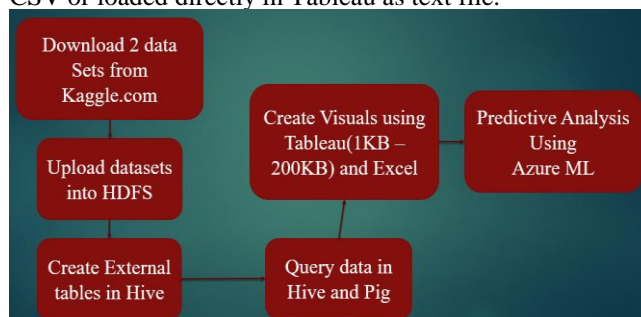 CSV or loaded directly in Tableau as text file.
Download 2 data
Sets from
Kaggle.com
Upload datasets
into HDFS
Create External
tables in Hive
Query data in
Hive and Pig
Create Visuals using
Tableau(1KB –
200KB) and Excel
Predictive Analysis
Using
Azure ML